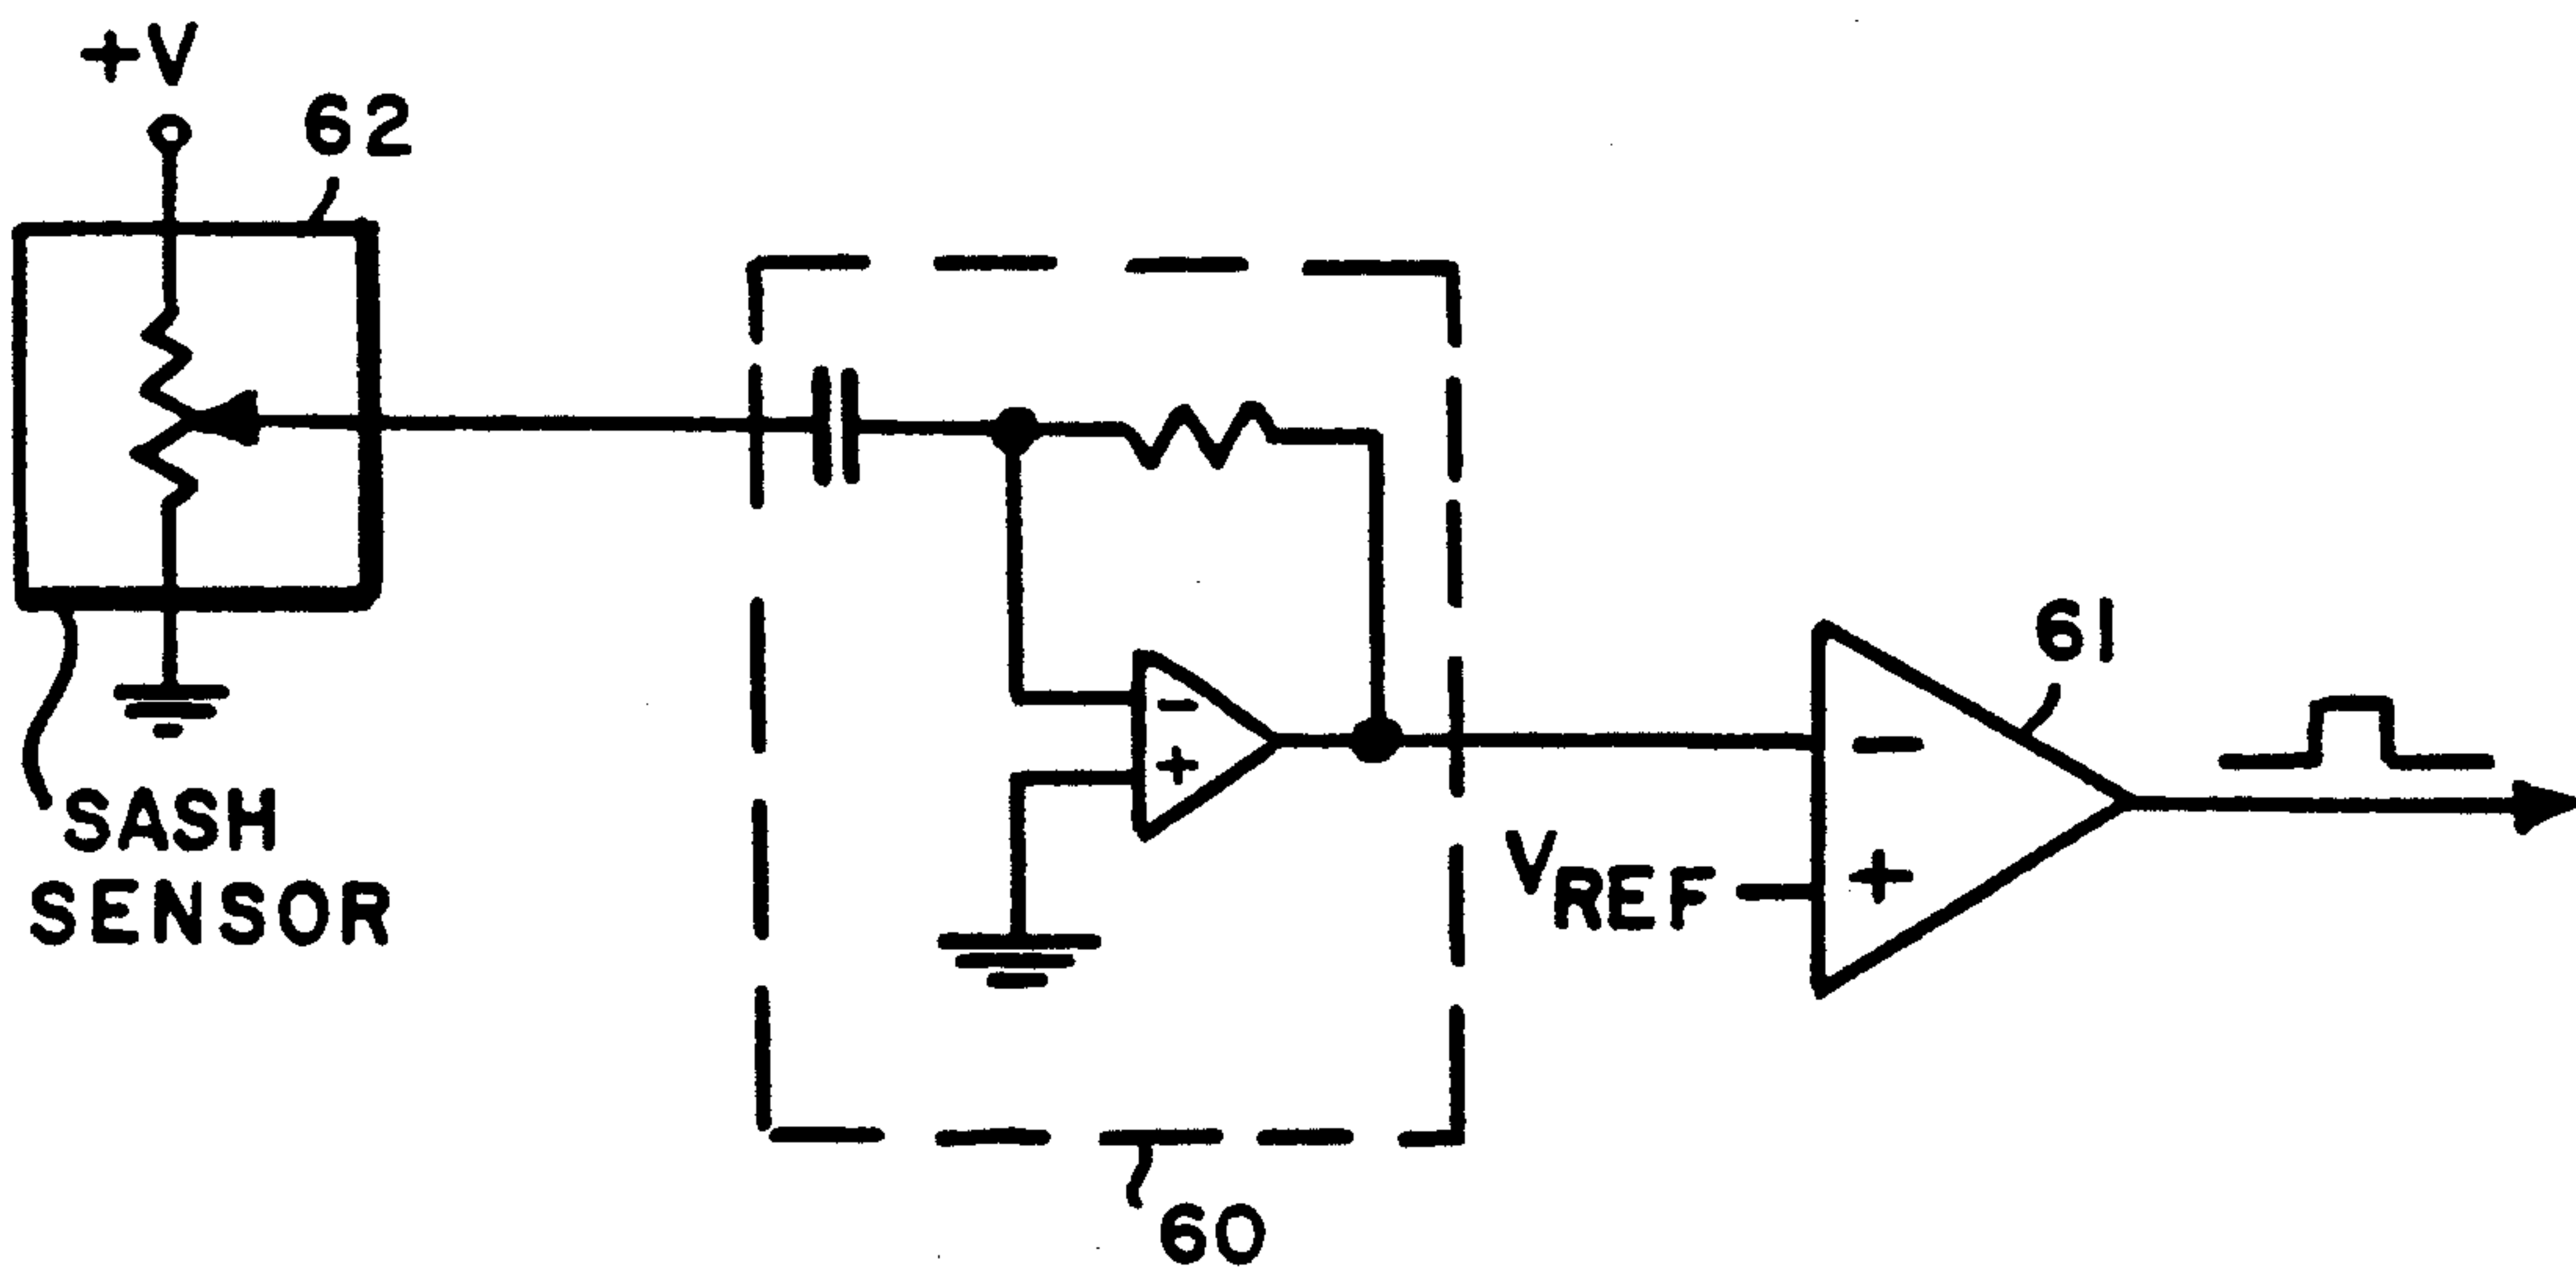 +V
62
SASH
SENSOR
-
+
60
61
-
+
VREF